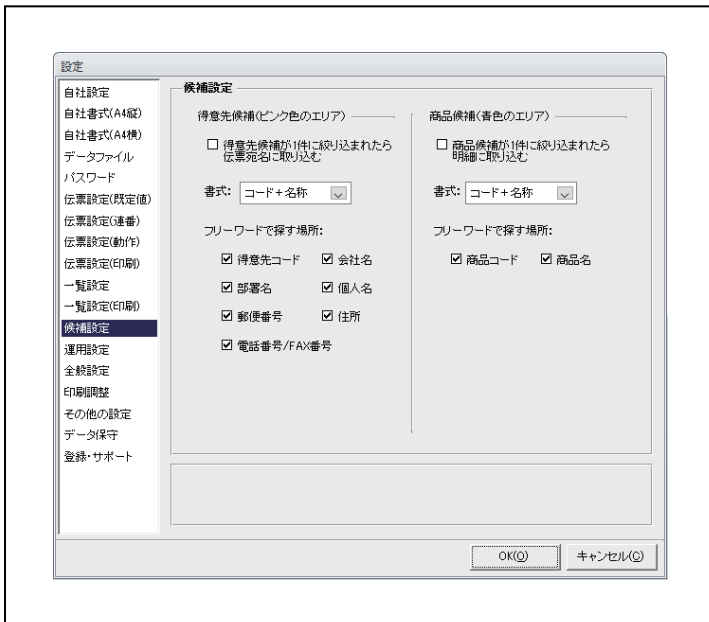 設定
自社設定
自社書式(A4縦)
自社書式(A4横)
データファイル
パスワード
伝票設定(既定値)
伝票設定(連番)
伝票設定(動作)
伝票設定(印刷)
一覧設定
一覧設定(印刷)
候補設定
運用設定
全般設定
印刷調整
その他の設定
データ保守
登録・サポート
候補設定
得意先候補(ピンク色のエリア)
得意先候補が1件に絞り込まれたら
伝票宛名に取り込む
書式: コード+名称
フリーワードで探す場所:
得意先コード 会社名
部署名 個人名
郵便番号 住所
電話番号/FAX番号
商品候補(青色のエリア)
商品候補が1件に絞り込まれたら
明細に取り込む
書式: コード+名称
フリーワードで探す場所:
商品コード 商品名
OK(O) キャンセル(C)